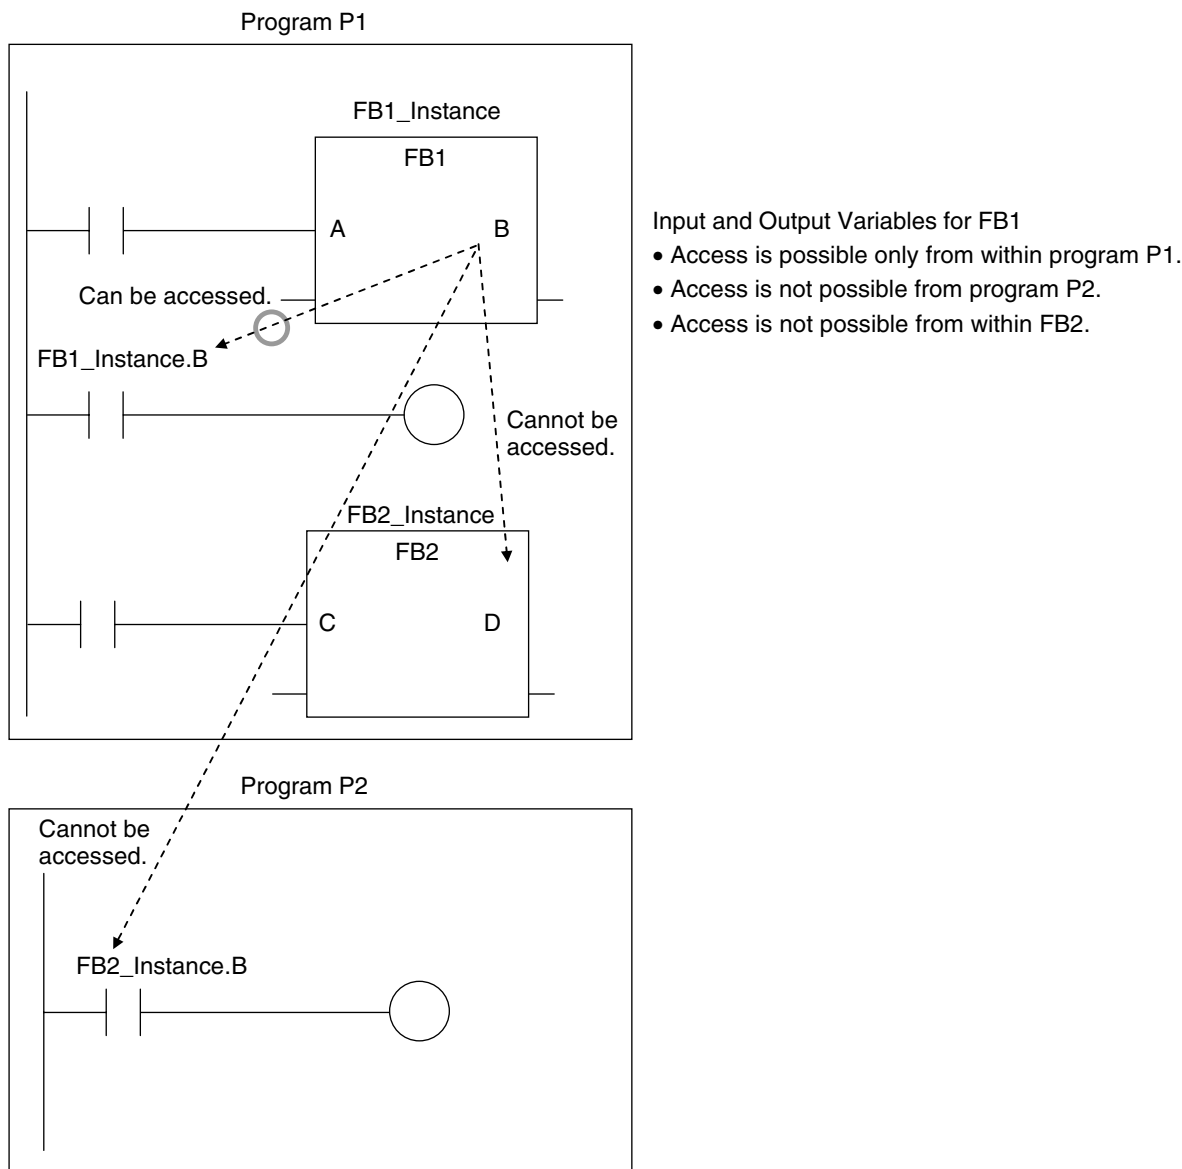 Program P1
FB1_Instance
FB1
A
B
Input and Output Variables for FB1
• Access is possible only from within program P1.
• Access is not possible from program P2.
• Access is not possible from within FB2.
Can be accessed.
FB1_Instance.B
Cannot be
accessed.
FB2_Instance
FB2
C
D
Program P2
Cannot be
accessed.
FB2_Instance.B